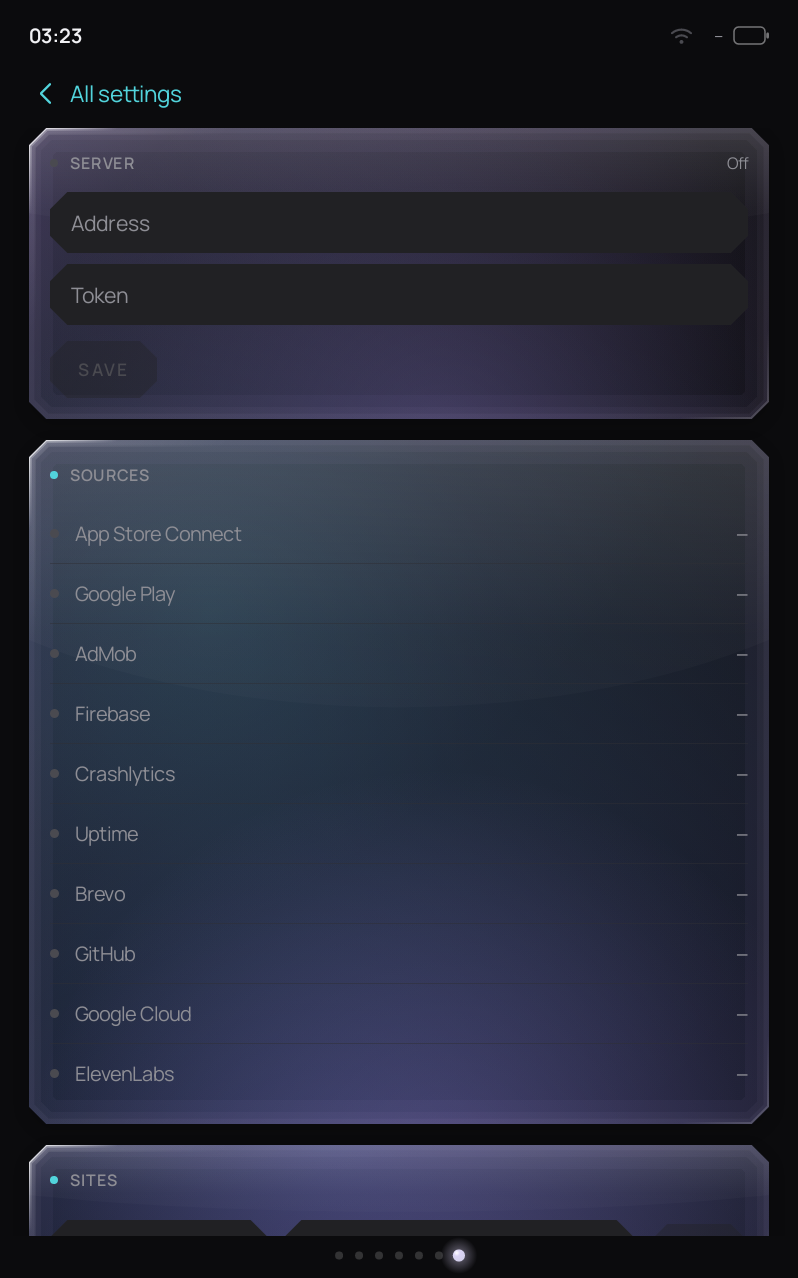 03:23
–
All settings
SERVER
Off
Address
Token
SAVE
SOURCES
App Store Connect –
Google Play –
AdMob –
Firebase –
Crashlytics –
Uptime –
Brevo –
GitHub –
Google Cloud –
ElevenLabs –
SITES